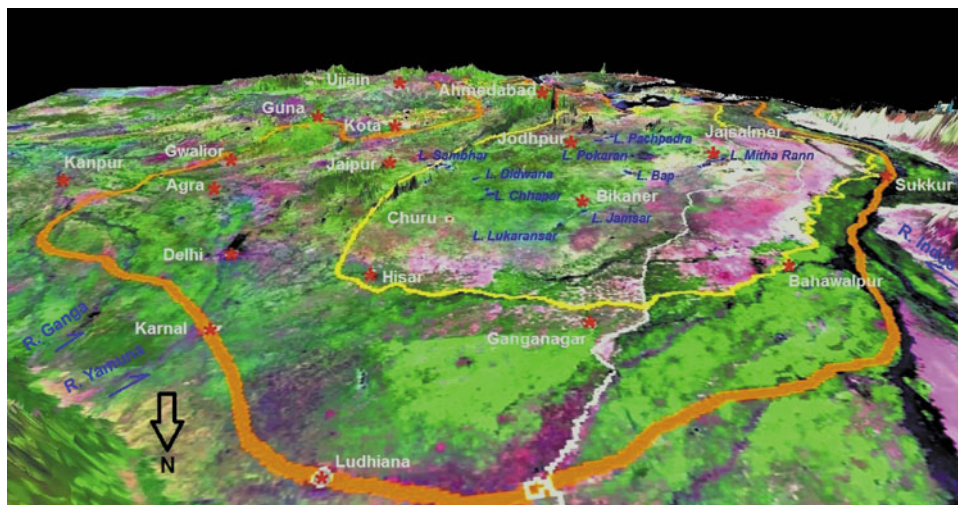 Ujjain
Ahmedabad
Guna
Kota
Jodhpur
L. Pachpadra
Jaisalmer
Gwalior
Jaipur
L. Sambhar
L. Pokaran
L. Mitha Rann
Kanpur
Agra
L. Didwana
L. Bap
Sukkur
L. Chhapar
Bikaner
Churu
L. Jamsar
L. Lukaransar
R. Indus
Delhi
Hisar
Bahawalpur
R. Ganga
Karnal
Ganganagar
R. Yamuna
N
Ludhiana